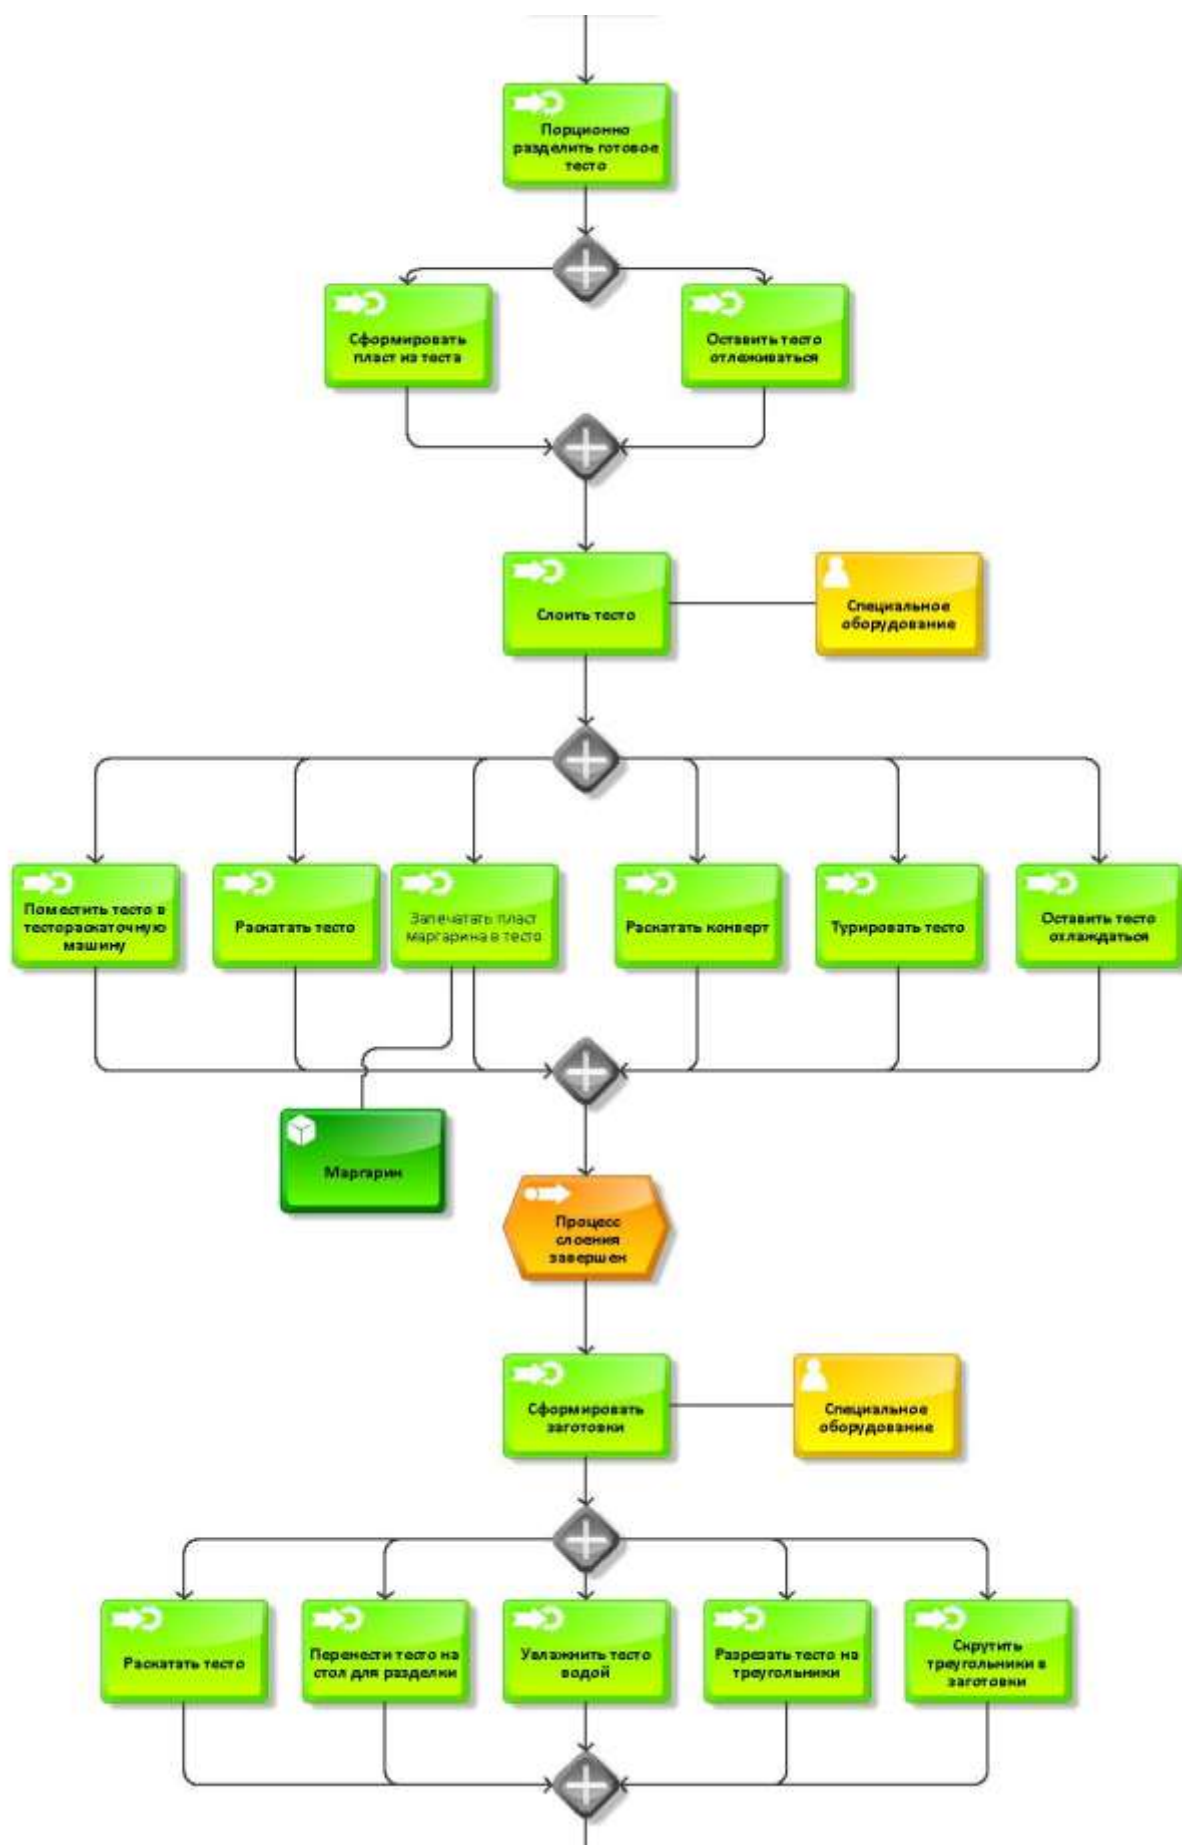 Порционно
разделить готовое
тесто
Сформировать
пласт из теста
Оставить тесто
отлеживаться
Слоить тесто
Специальное
оборудование
Поместить тесто в
тестораскаточную
машину
Раскатать тесто
Запечатать пласт
маргарина в тесто
Раскатать конверт
Турировать тесто
Оставить тесто
охлаждаться
Маргарин
Процесс
слоения
завершен
Сформировать
заготовки
Специальное
оборудование
Раскатать тесто
Перенести тесто на
стол для разделки
Увлажнить тесто
водой
Разрезать тесто на
треугольники
Скрутить
треугольники в
заготовки